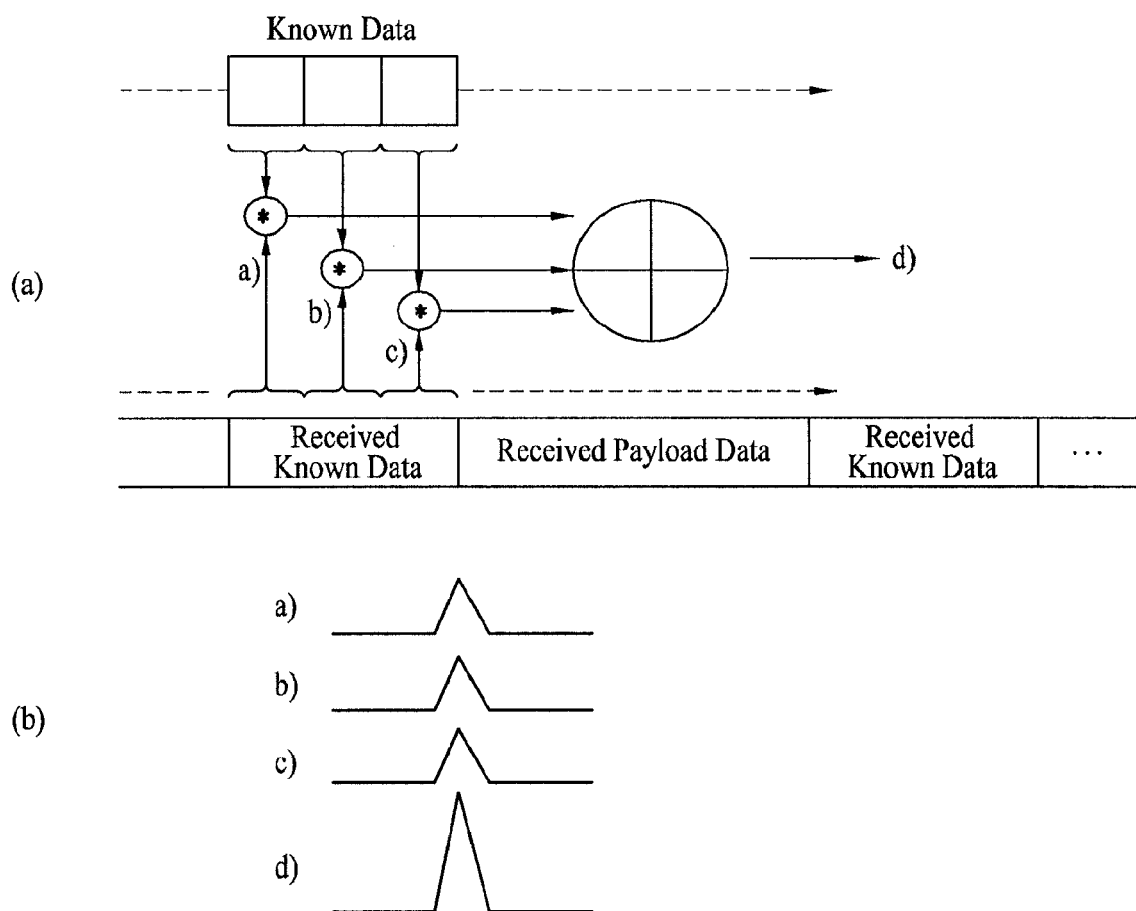 Known Data
*
a)
*
b)
*
c)
d)
(a)
Received
Known Data
Received Payload Data
Received
Known Data
...
a)
b)
(b)
c)
d)